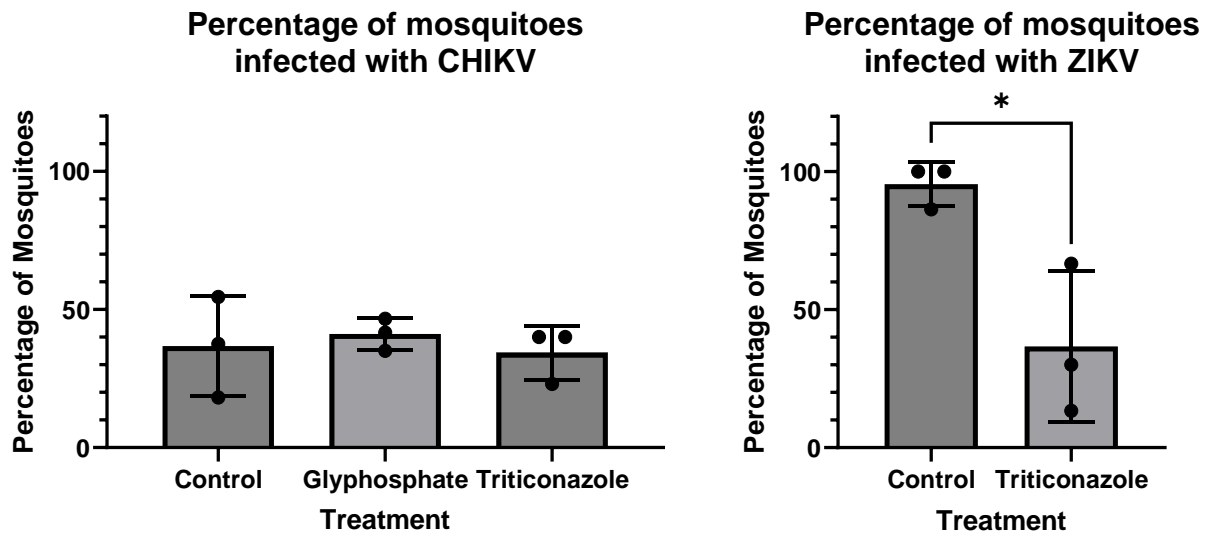 Percentage of mosquitoes
infected with CHIKV
Percentage of Mosquitoes
100
50
0
Control Glyphosphate Triticonazole
Treatment
Percentage of mosquitoes
infected with ZIKV
*
Percentage of Mosquitoes
100
50
0
Control Triticonazole
Treatment